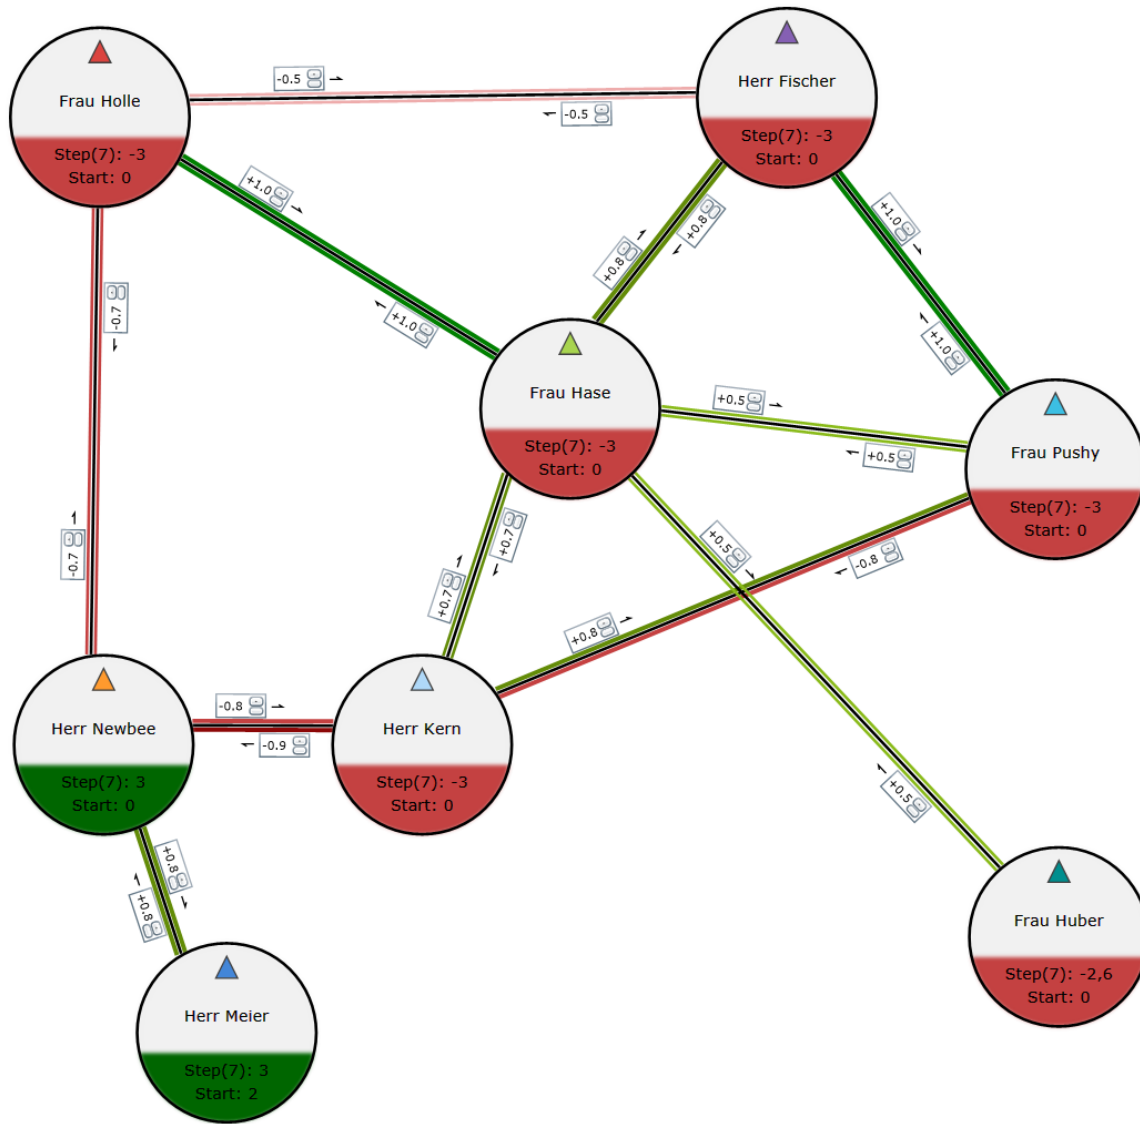 Frau Holle
Step(7): -3
Start: 0
-0.5
-0.5
Herr Fischer
Step(7): -3
Start: 0
+1.0
+1.0
+0.8
+0.8
+1.0
+1.0
-0.7
-0.7
Frau Hase
Step(7): -3
Start: 0
+0.5
+0.5
Frau Pushy
Step(7): -3
Start: 0
+0.7
+0.7
+0.5
+0.5
+0.8
-0.8
Herr Newbee
Step(7): 3
Start: 0
-0.8
-0.9
Herr Kern
Step(7): -3
Start: 0
+0.8
+0.8
Frau Huber
Step(7): -2,6
Start: 0
Herr Meier
Step(7): 3
Start: 2